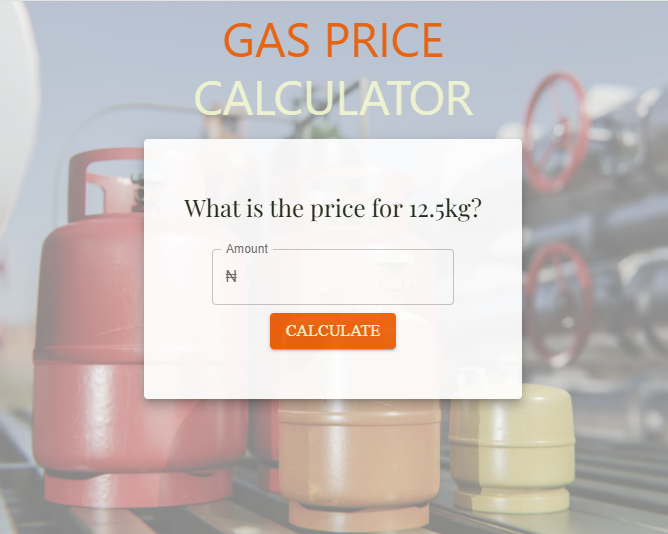 GAS PRICE
CALCULATOR
What is the price for 12.5kg?
Amount
₦
CALCULATE